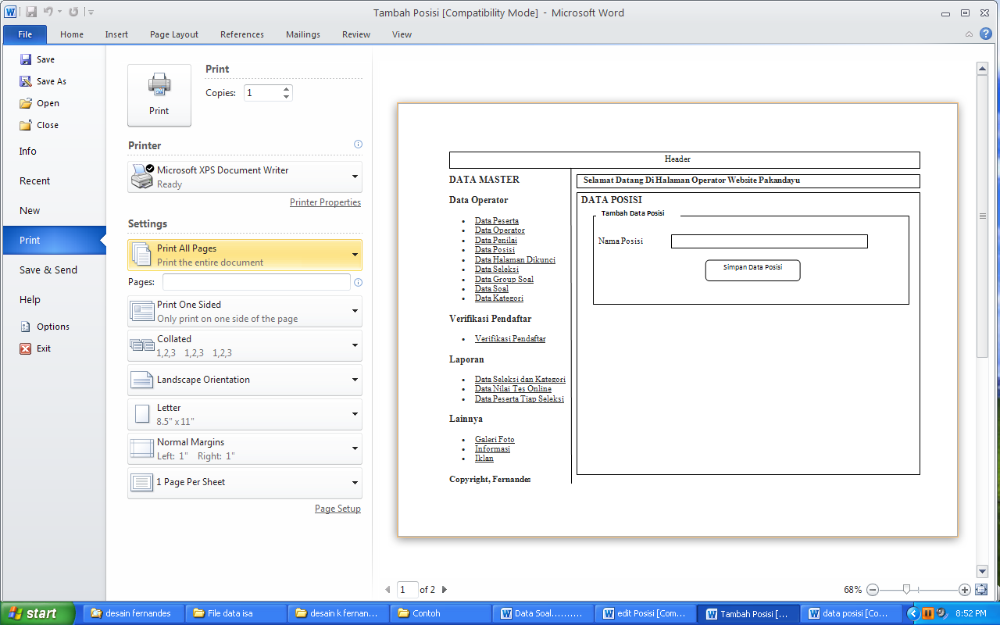 Tambah Posisi [Compatibility Mode] - Microsoft Word
File Home Insert Page Layout References Mailings Review View
Save
Save As
Open
Close
Info
Recent
New
Print
Save & Send
Help
Options
Exit
Print
Print
Copies: 1
Printer
Microsoft XPS Document Writer
Ready
Printer Properties
Settings
Print All Pages
Print the entire document
Pages:
Print One Sided
Only print on one side of the page
Collated
1,2,3 1,2,3 1,2,3
Landscape Orientation
Letter
8.5" x 11"
Normal Margins
Left: 1" Right: 1"
1 Page Per Sheet
Page Setup
Header
DATA MASTER
Data Operator
Data Peserta
Data Operator
Data Penilai
Data Posisi
Data Halaman Dikunci
Data Seleksi
Data Group Soal
Data Soal
Data Kategori
Verifikasi Pendaftar
Verifikasi Pendaftar
Laporan
Data Seleksi dan Kategori
Data Nilai Tes Online
Data Peserta Tiap Seleksi
Lainnya
Galeri Foto
Informasi
Iklan
Copyright, Fernandes
Selamat Datang Di Halaman Operator Website Pakandayu
DATA POSISI
Tambah Data Posisi
Nama Posisi
Simpan Data Posisi
1 of 2
68%
start
desain fernandes
File data isa
desain k fernan...
Contoh
Data Soal..........
edit Posisi [Com...
Tambah Posisi [...
data posisi [Co...
8:52 PM